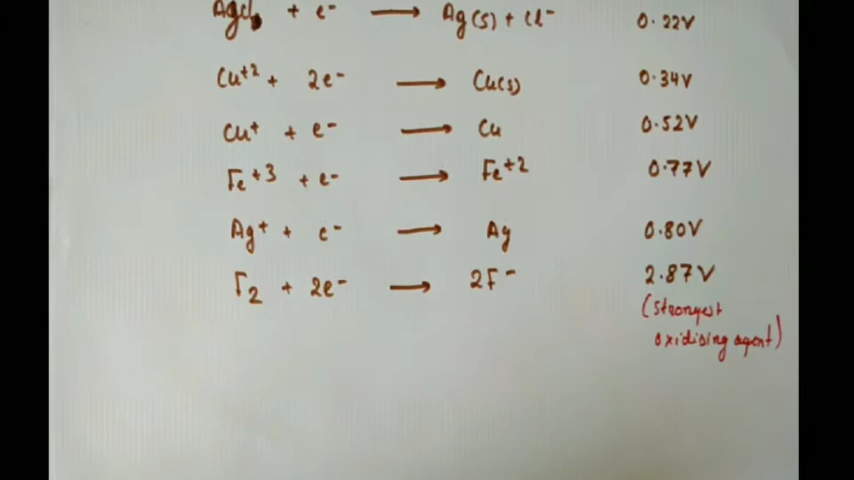 AgCl + e⁻ ⟶ Ag(s) + Cl⁻ 0.22V
Cu⁺² + 2e⁻ ⟶ Cu(s) 0.34V
Cu⁺ + e⁻ ⟶ Cu 0.52V
Fe⁺³ + e⁻ ⟶ Fe⁺² 0.77V
Ag⁺ + e⁻ ⟶ Ag 0.80V
F₂ + 2e⁻ ⟶ 2F⁻ 2.87V
(Strongest
oxidising agent)